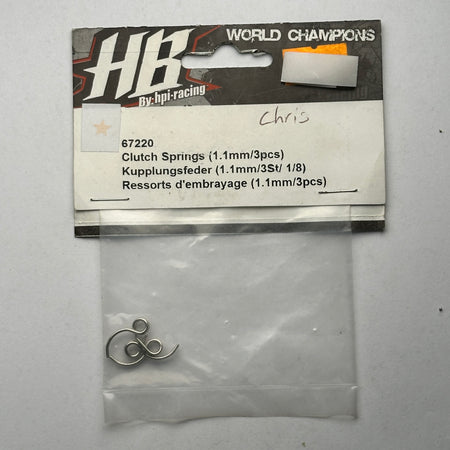 HB
WORLD CHAMPIONS
By:hpi-racing
Chris
67220
Clutch Springs (1.1mm/3pcs)
Kupplungsfeder (1.1mm/3St/ 1/8)
Ressorts d'embrayage (1.1mm/3pcs)